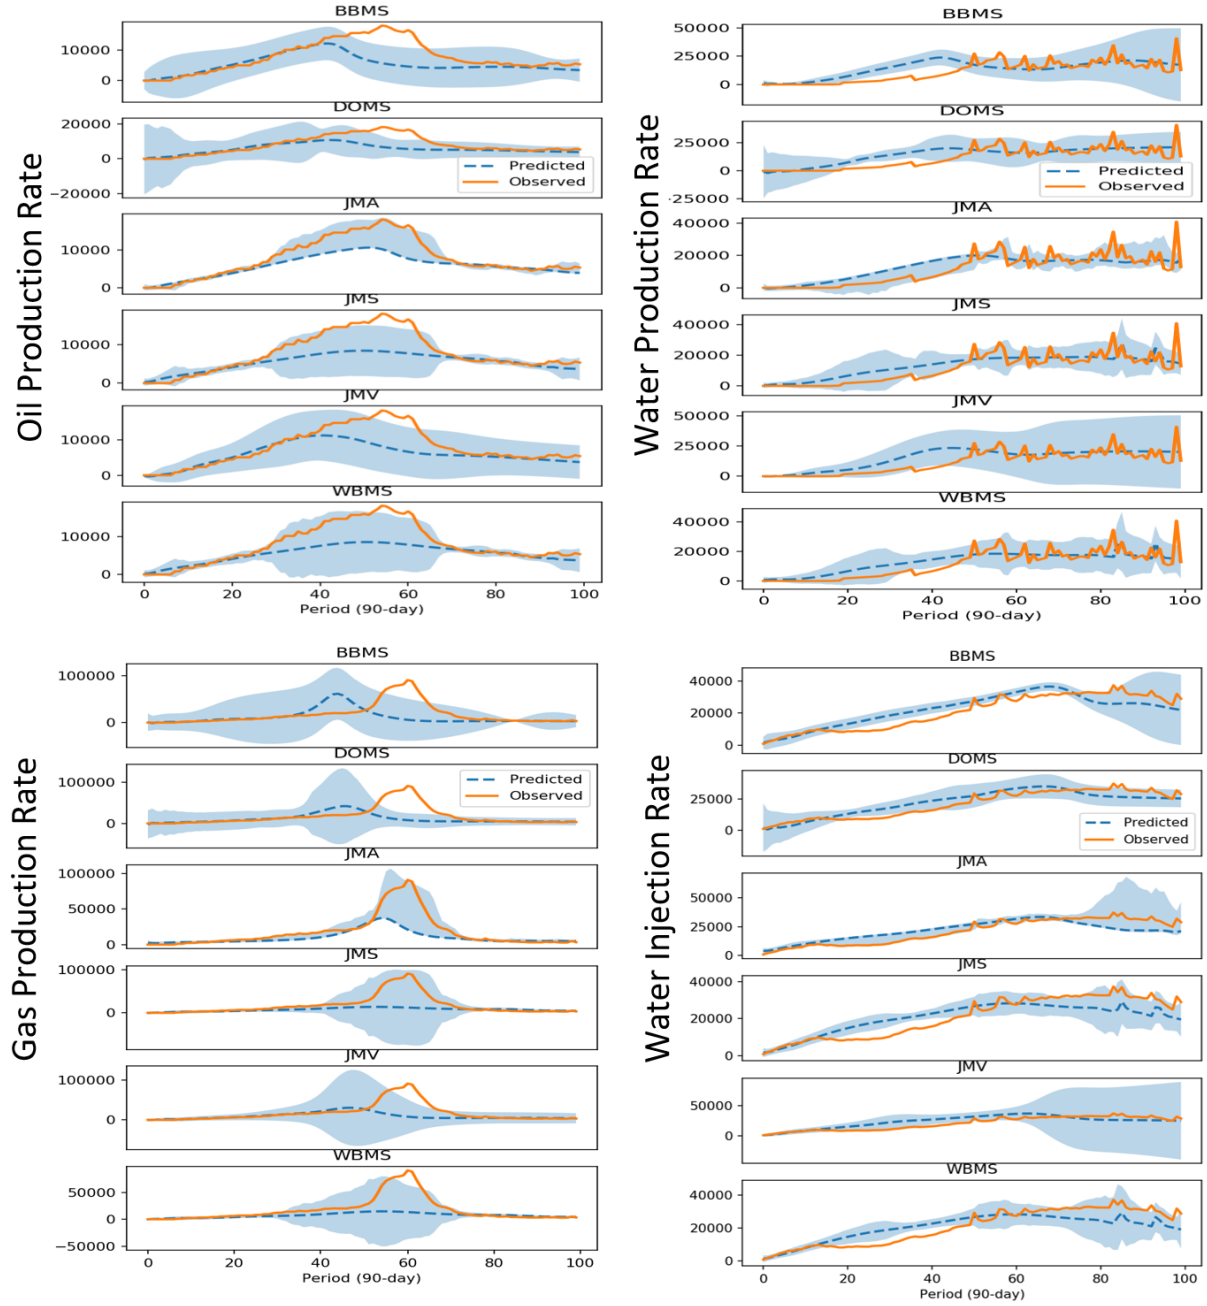 Oil Production Rate
BBMS
10000
0
DOMS
20000
0
−20000
Predicted
Observed
JMA
10000
0
JMS
10000
0
JMV
10000
0
WBMS
10000
0
0 20 40 60 80 100
Period (90-day)
Water Production Rate
BBMS
50000
25000
0
DOMS
25000
0
-25000
Predicted
Observed
JMA
40000
20000
0
JMS
40000
20000
0
JMV
50000
25000
0
WBMS
40000
20000
0
0 20 40 60 80 100
Period (90-day)
Gas Production Rate
BBMS
100000
0
DOMS
100000
0
Predicted
Observed
JMA
100000
50000
0
JMS
100000
0
JMV
100000
0
WBMS
50000
0
−50000
0 20 40 60 80 100
Period (90-day)
Water Injection Rate
BBMS
40000
20000
0
DOMS
25000
0
Predicted
Observed
JMA
50000
25000
0
JMS
40000
20000
0
JMV
50000
0
WBMS
40000
20000
0
0 20 40 60 80 100
Period (90-day)